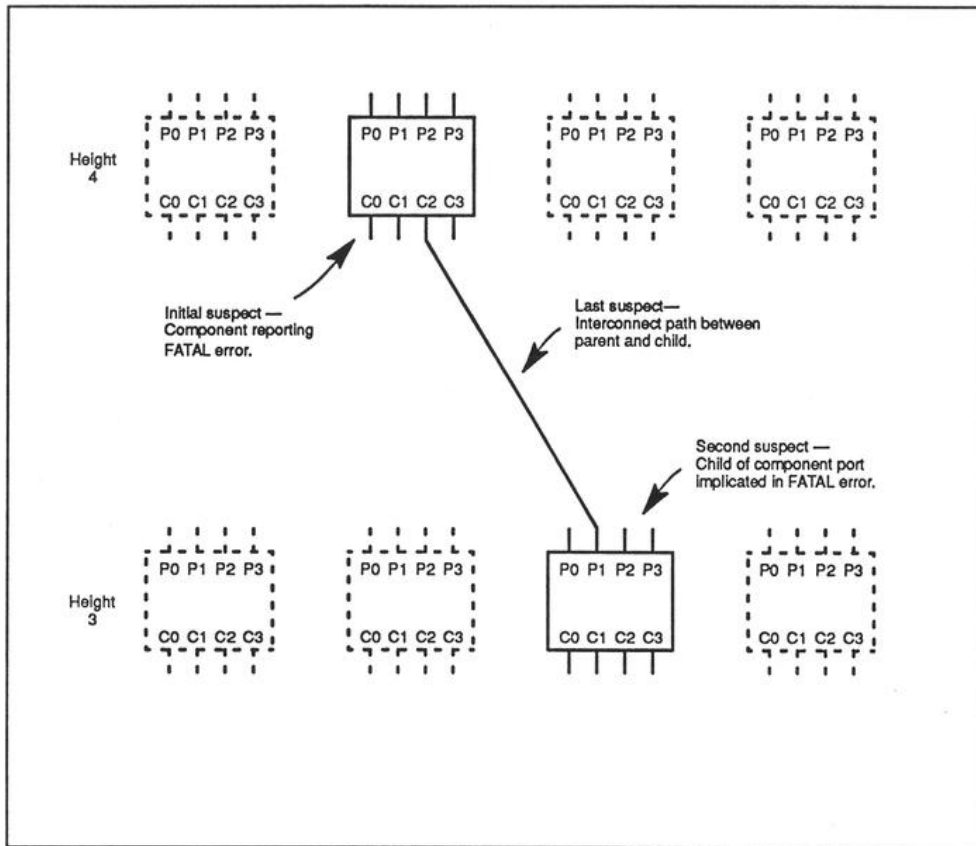 P0 P1 P2 P3
P0 P1 P2 P3
P0 P1 P2 P3
P0 P1 P2 P3
Height
4
C0 C1 C2 C3
C0 C1 C2 C3
C0 C1 C2 C3
C0 C1 C2 C3
Initial suspect —
Component reporting
FATAL error.
Last suspect—
Interconnect path between
parent and child.
Second suspect —
Child of component port
implicated in FATAL error.
P0 P1 P2 P3
P0 P1 P2 P3
P0 P1 P2 P3
P0 P1 P2 P3
Height
3
C0 C1 C2 C3
C0 C1 C2 C3
C0 C1 C2 C3
C0 C1 C2 C3